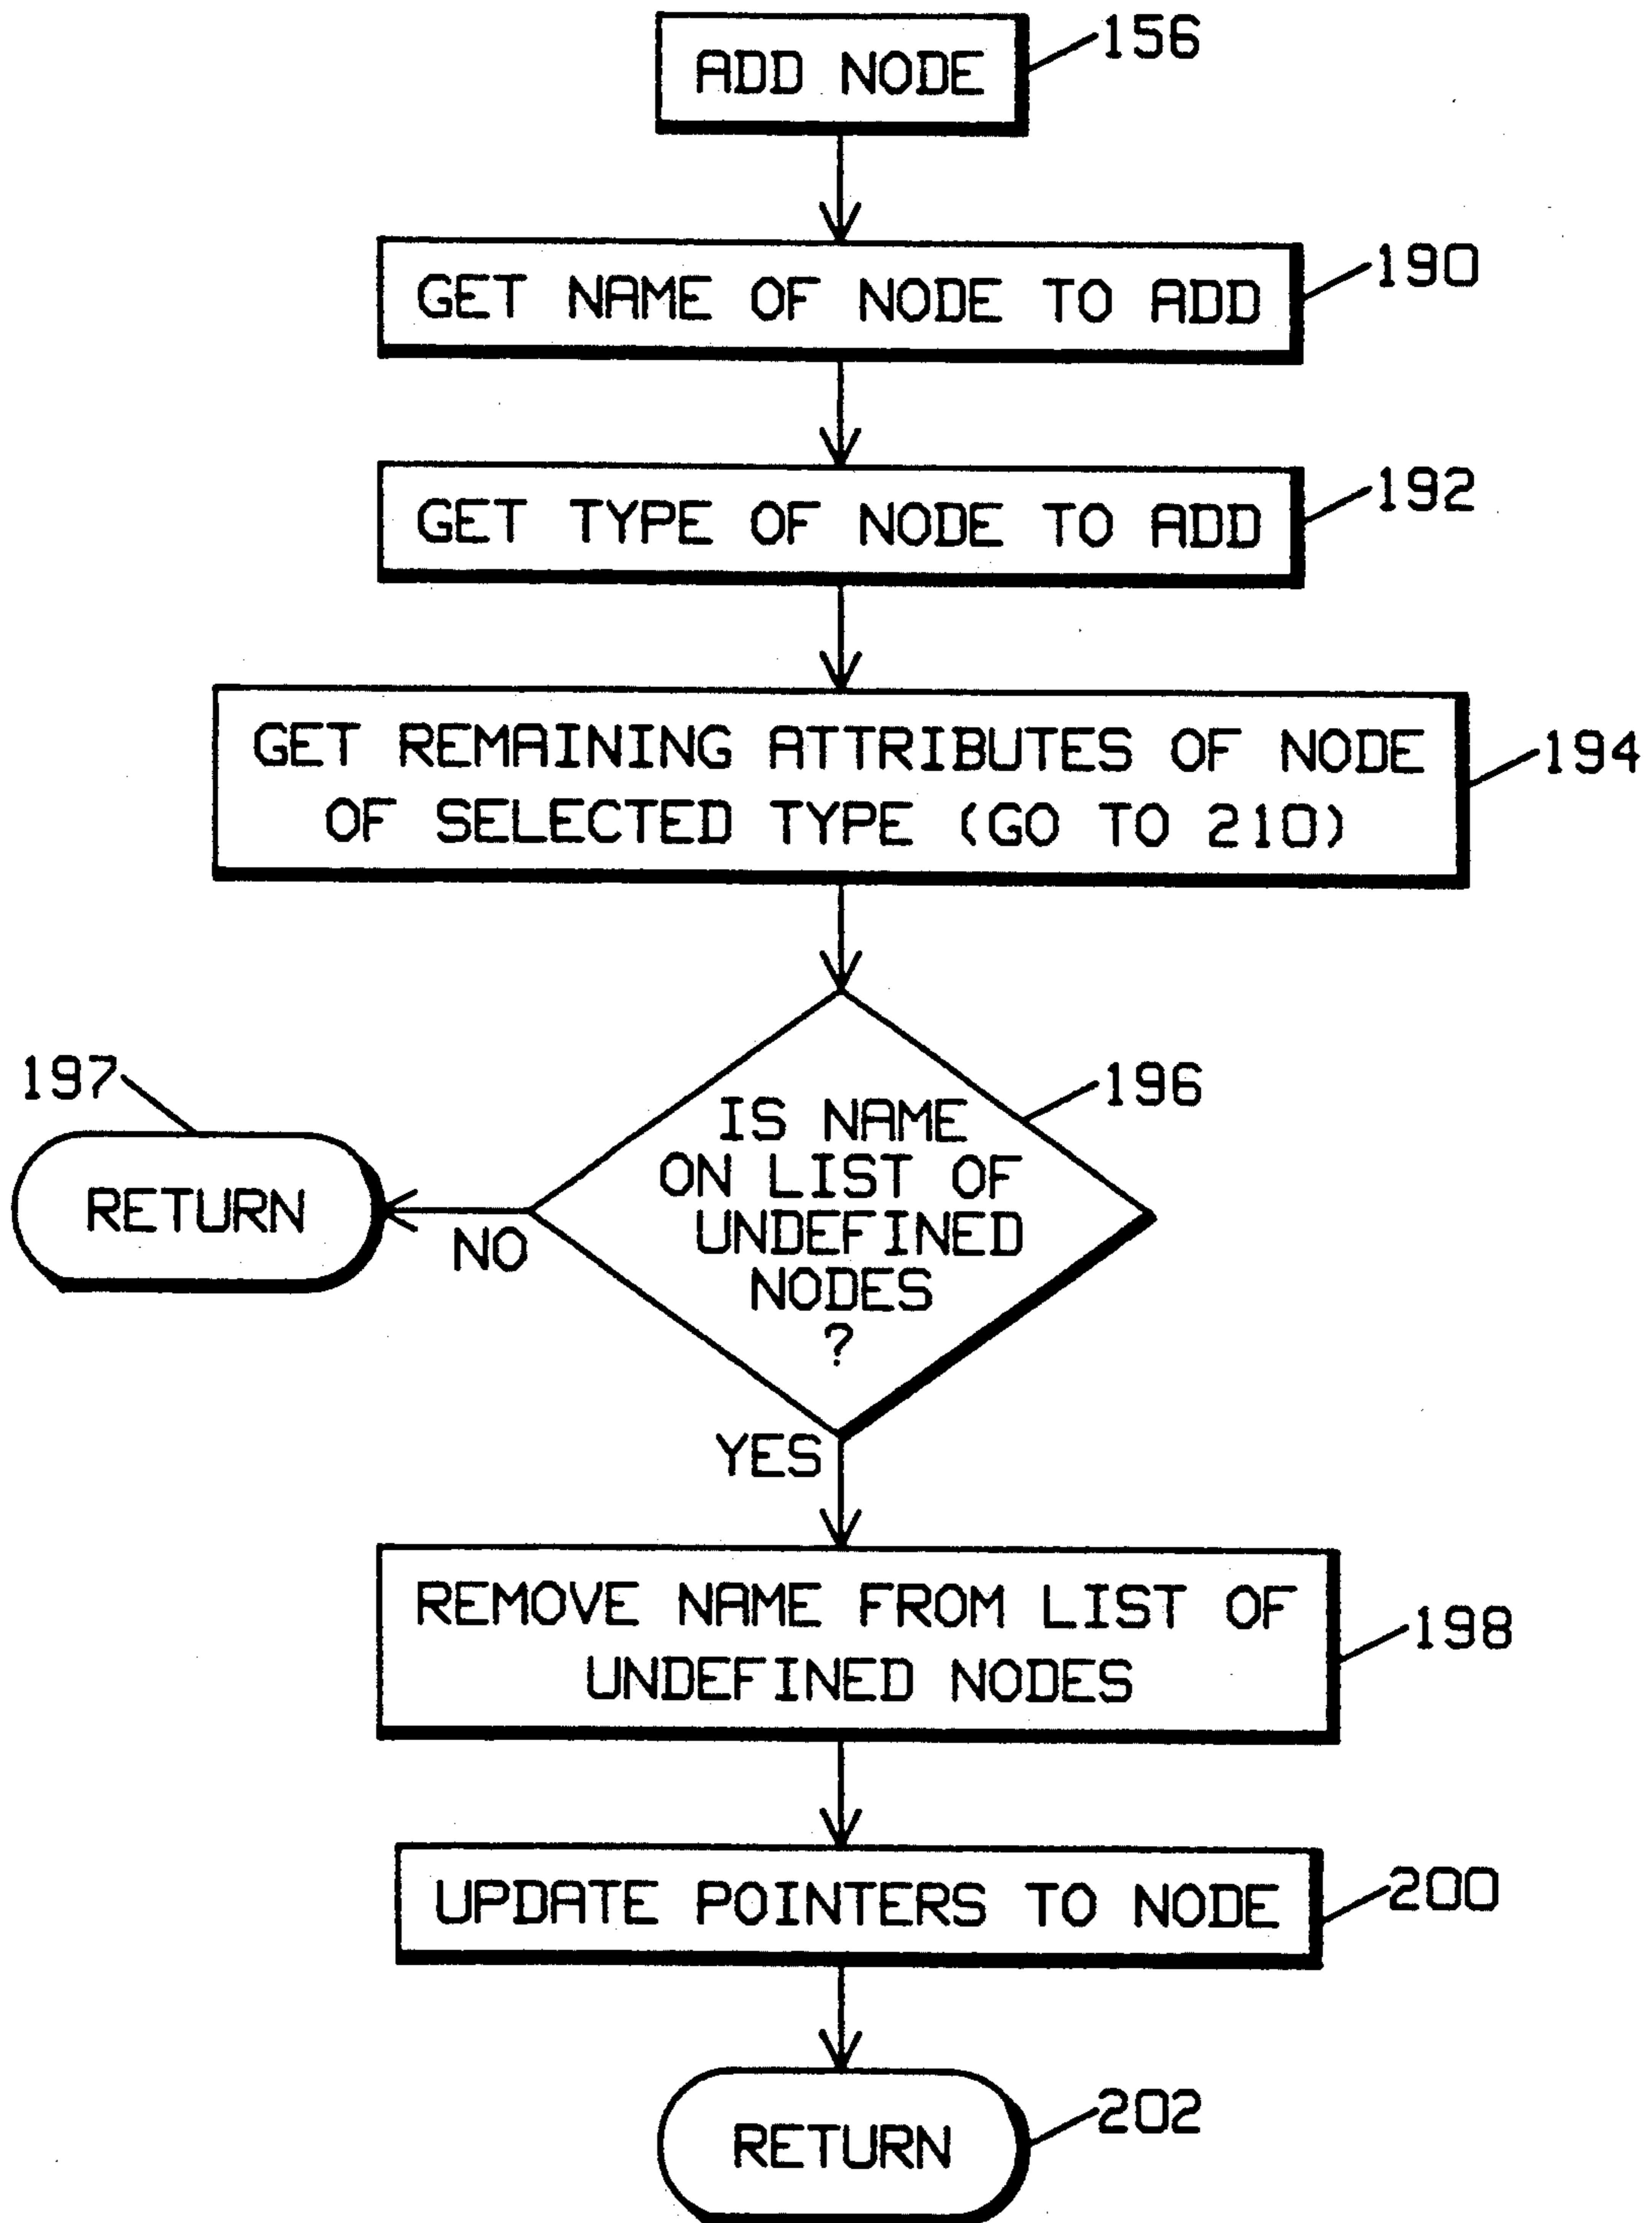 ADD NODE
156
GET NAME OF NODE TO ADD
190
GET TYPE OF NODE TO ADD
192
GET REMAINING ATTRIBUTES OF NODE
OF SELECTED TYPE (GO TO 210)
194
196
IS NAME
ON LIST OF
UNDEFINED
NODES
?
197
RETURN
NO
YES
REMOVE NAME FROM LIST OF
UNDEFINED NODES
198
UPDATE POINTERS TO NODE
200
RETURN
202